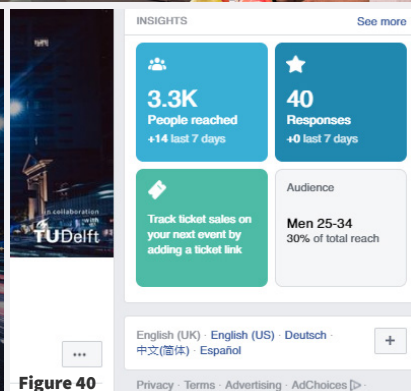 INSIGHTS
See more
3.3K
People reached
+14 last 7 days
40
Responses
+0 last 7 days
Track ticket sales on
your next event by
adding a ticket link
Audience
Men 25-34
30% of total reach
in collaboration
with
TUDelft
English (UK) · English (US) · Deutsch ·
中文(简体) · Español
+
...
Figure 40
Privacy · Terms · Advertising · AdChoices